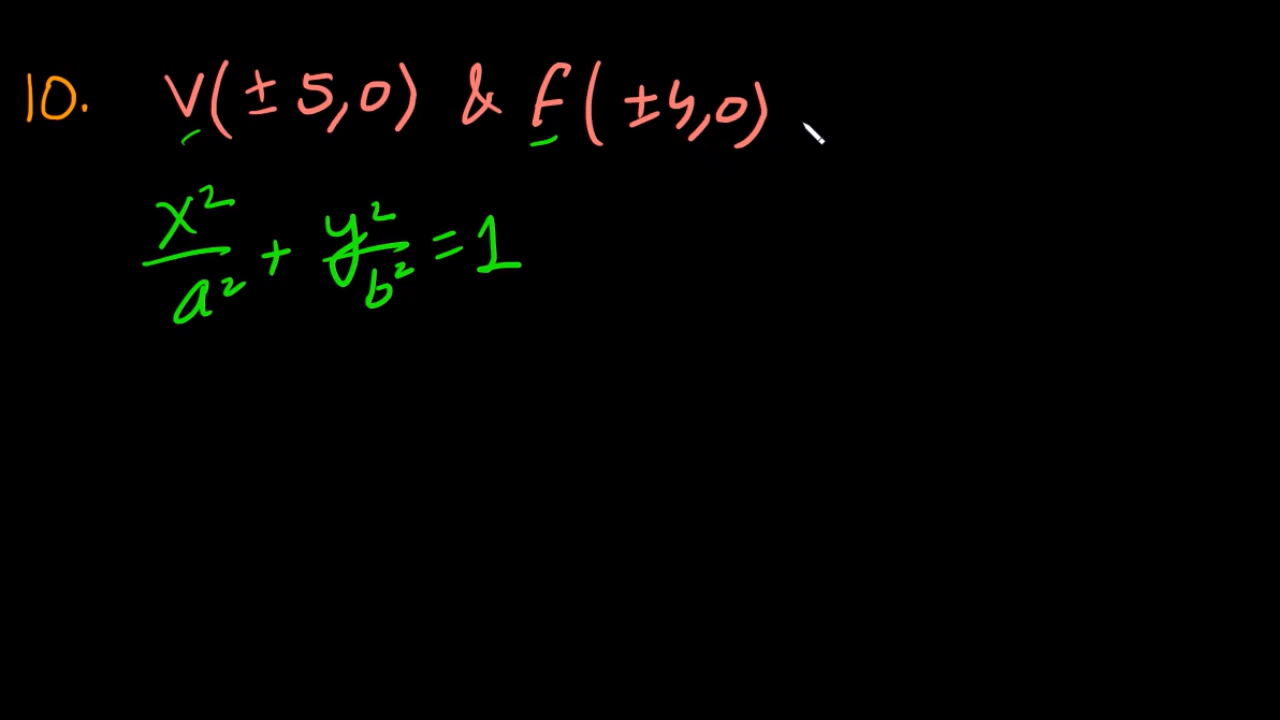 10. V(± 5,0) & F(±4,0)
x²/a² + y²/b² = 1